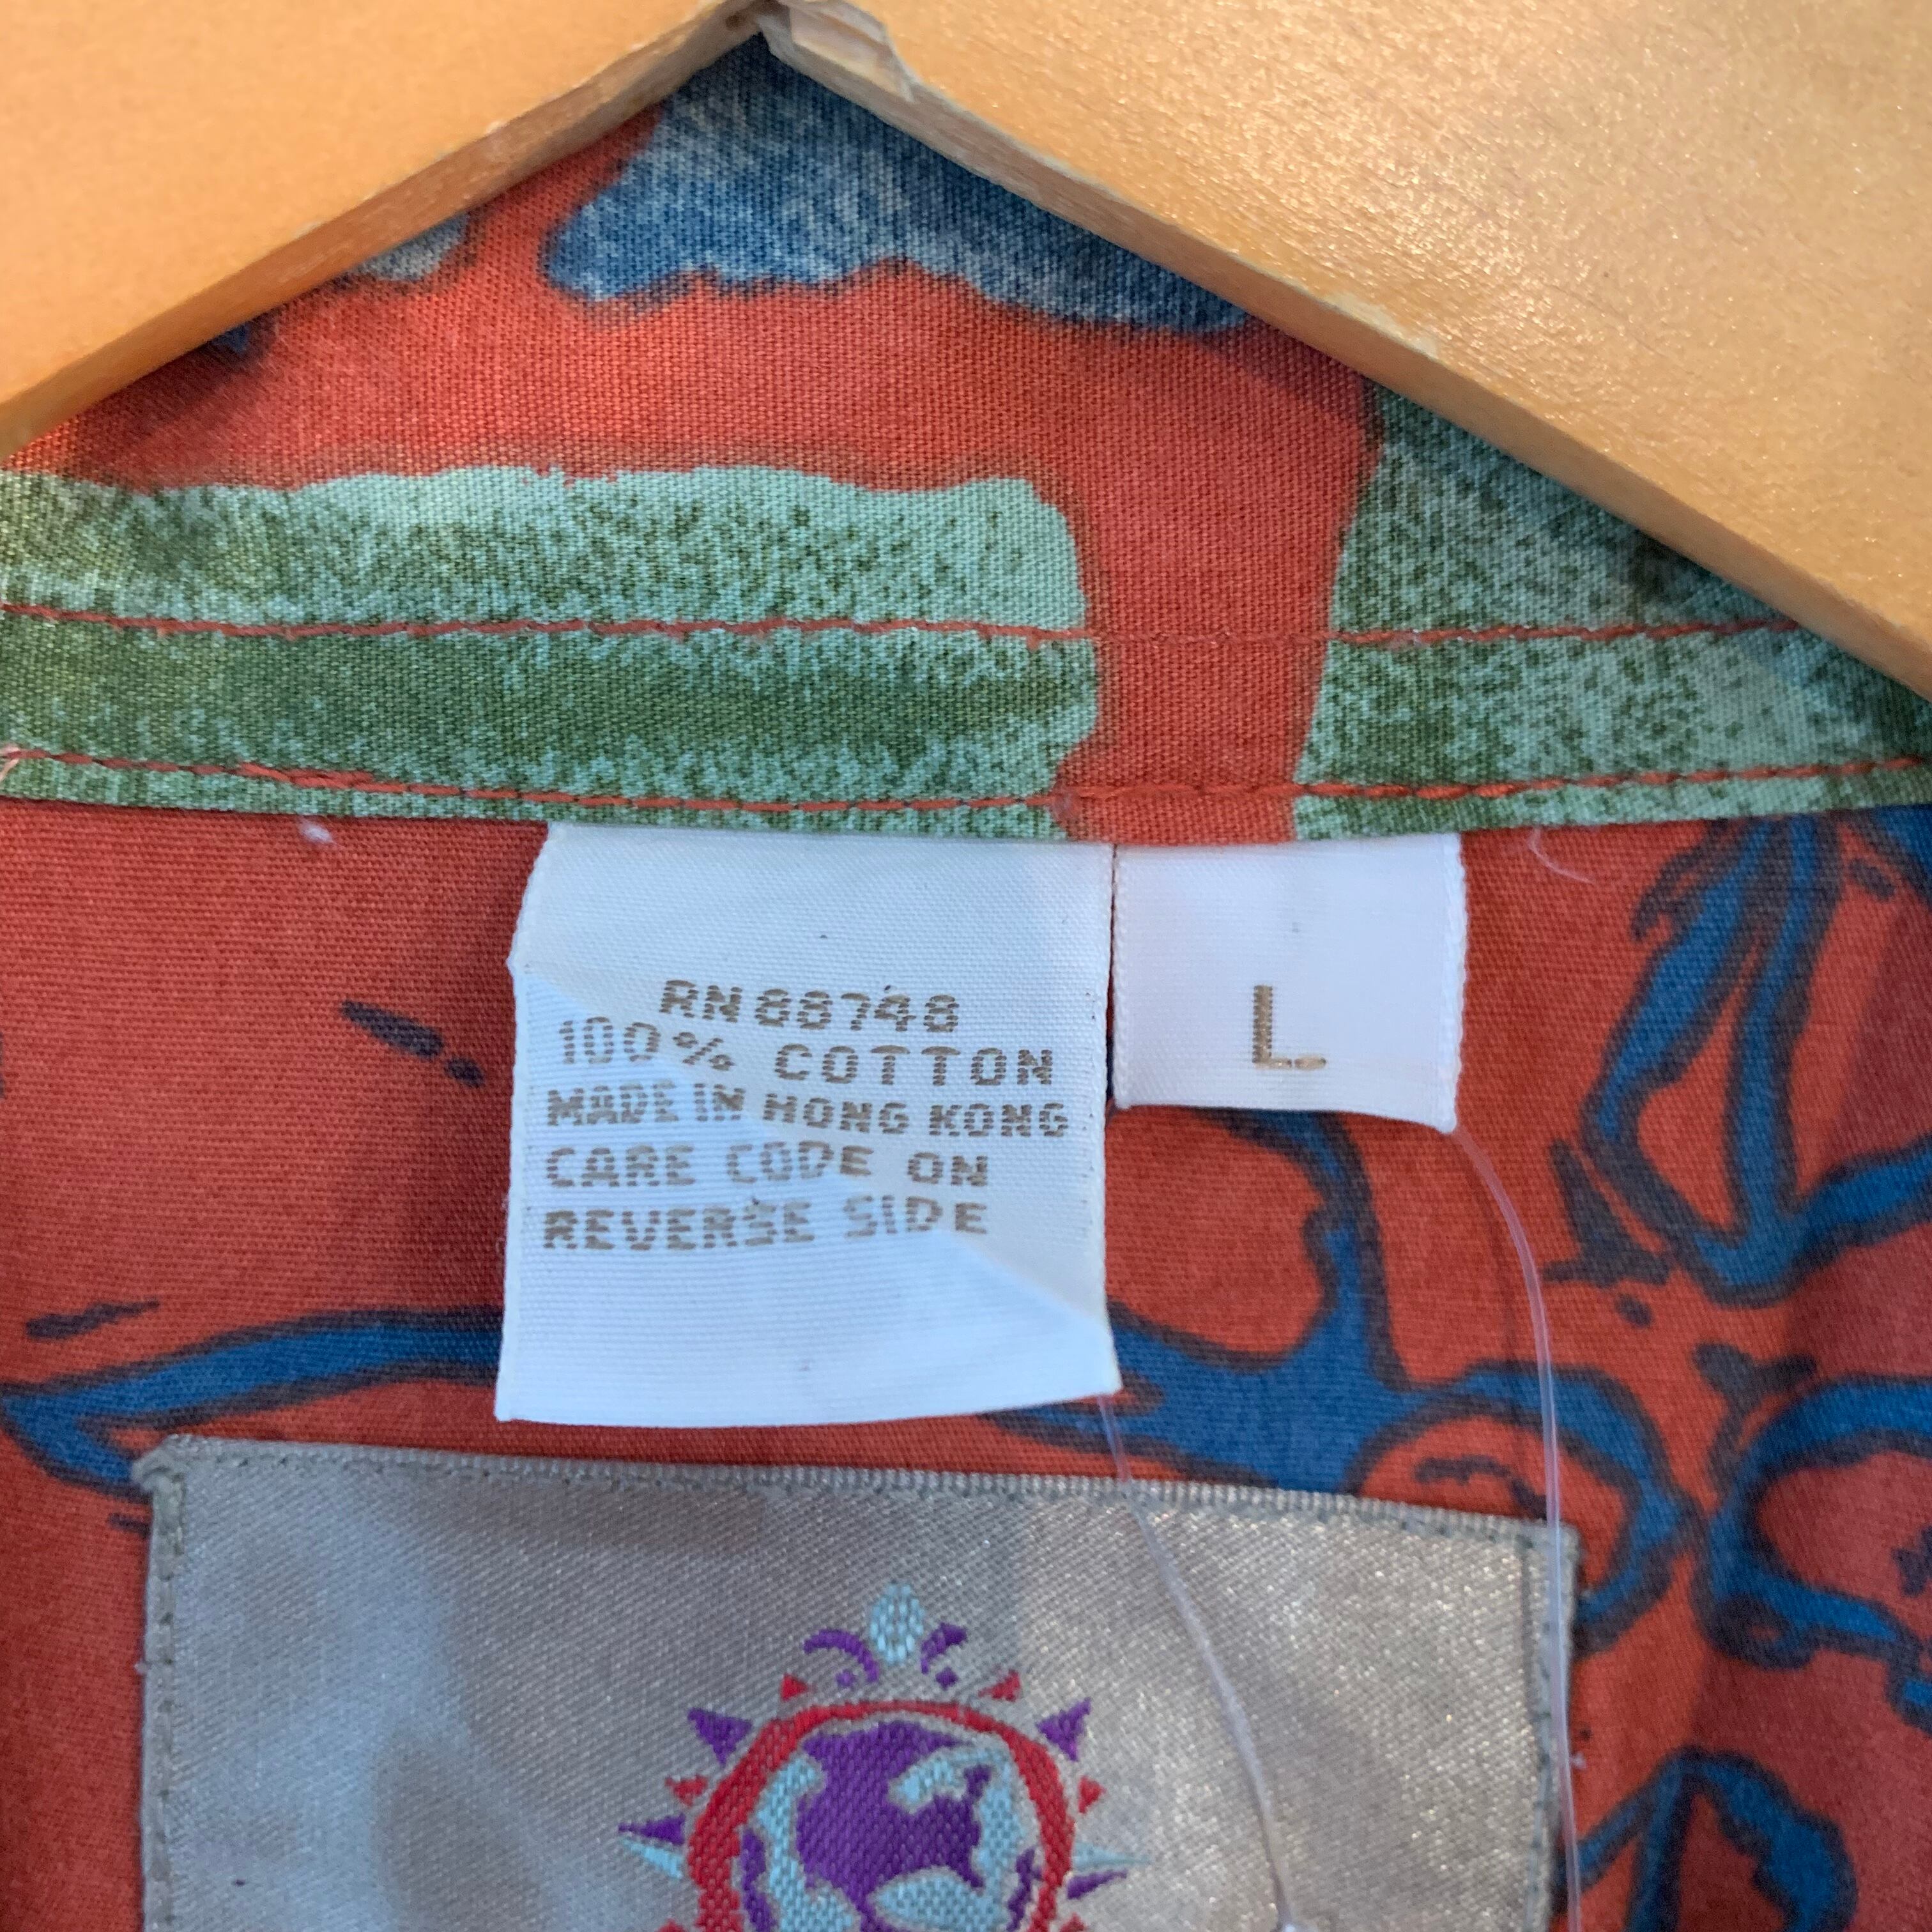 RN 88748
100% COTTON
MADE IN HONG KONG
CARE CODE ON
REVERSE SIDE
L